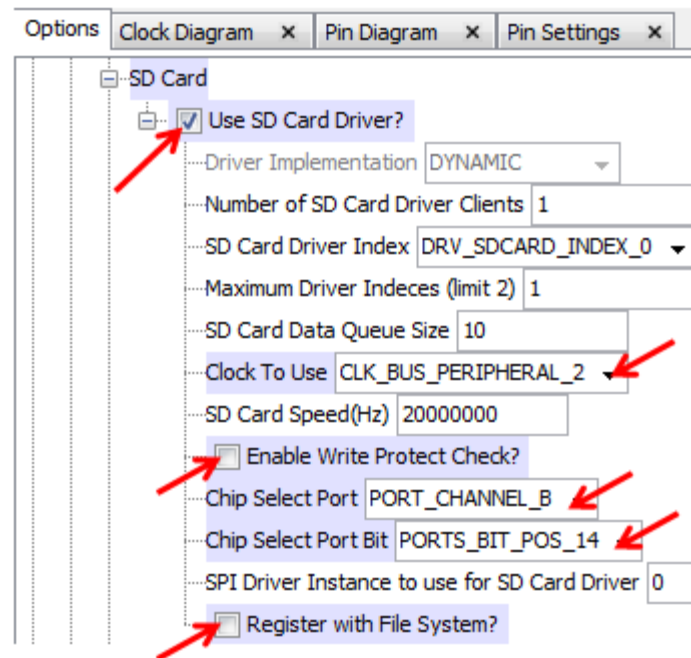 Options Clock Diagram × Pin Diagram × Pin Settings ×
SD Card
Use SD Card Driver?
Driver Implementation DYNAMIC
Number of SD Card Driver Clients 1
SD Card Driver Index DRV_SDCARD_INDEX_0
Maximum Driver Indeces (limit 2) 1
SD Card Data Queue Size 10
Clock To Use CLK_BUS_PERIPHERAL_2
SD Card Speed(Hz) 20000000
Enable Write Protect Check?
Chip Select Port PORT_CHANNEL_B
Chip Select Port Bit PORTS_BIT_POS_14
SPI Driver Instance to use for SD Card Driver 0
Register with File System?